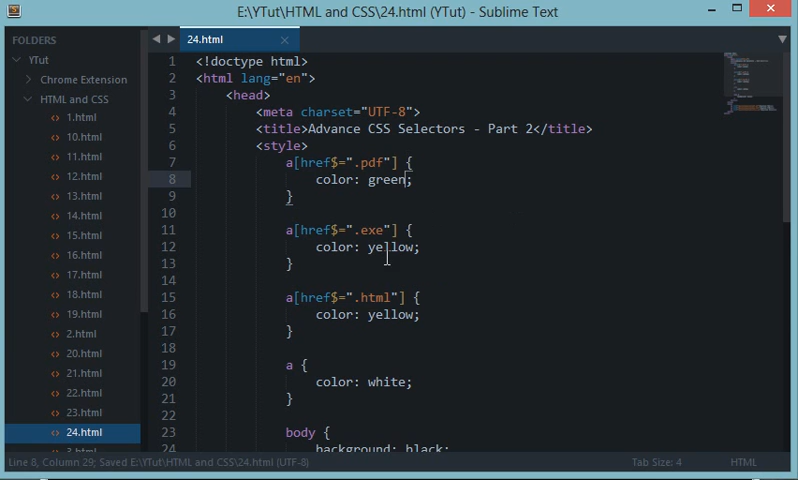 E:\YTut\HTML and CSS\24.html (YTut) - Sublime Text
FOLDERS
YTut
Chrome Extension
HTML and CSS
1.html
10.html
11.html
12.html
13.html
14.html
15.html
16.html
17.html
18.html
19.html
2.html
20.html
21.html
22.html
23.html
24.html
24.html
1 <!doctype html>
2 <html lang="en">
3 <head>
4 <meta charset="UTF-8">
5 <title>Advance CSS Selectors - Part 2</title>
6 <style>
7 a[href$=".pdf"] {
8 color: green;
9 }
10
11 a[href$=".exe"] {
12 color: yellow;
13 }
14
15 a[href$=".html"] {
16 color: yellow;
17 }
18
19 a {
20 color: white;
21 }
22
23 body {
24 background: black;
Line 8, Column 29; Saved E:\YTut\HTML and CSS\24.html (UTF-8)
Tab Size: 4
HTML